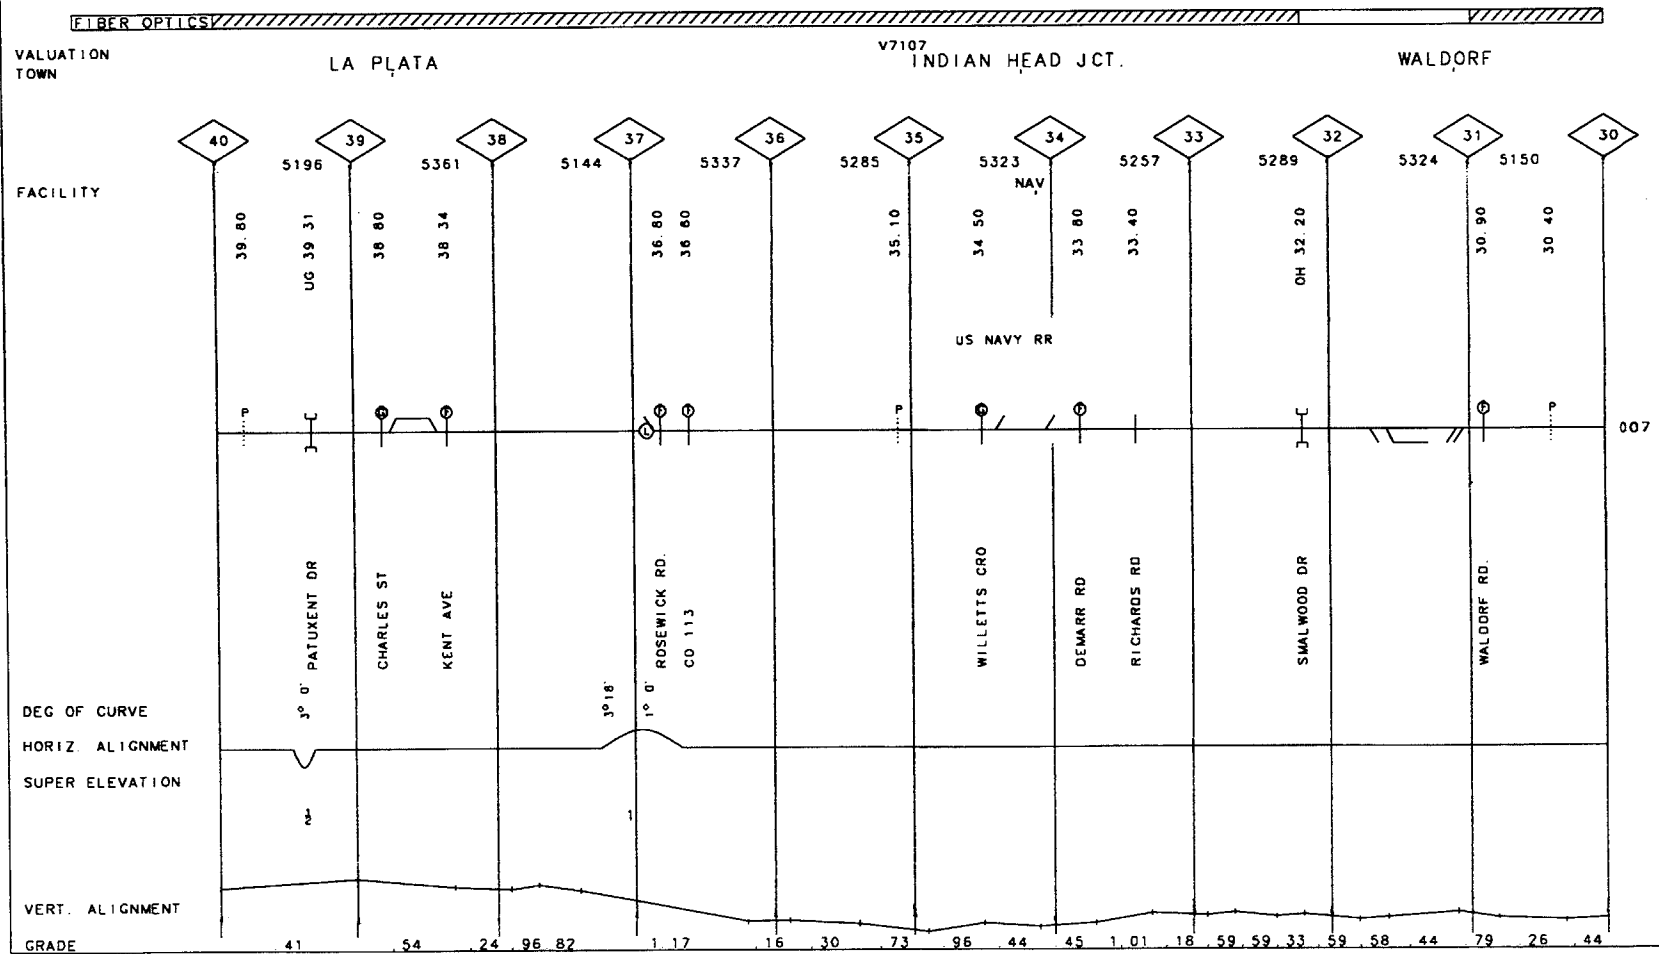 FIBER OPTICS
VALUATION V7107
TOWN LA PLATA INDIAN HEAD JCT. WALDORF
40 39 38 37 36 35 34 33 32 31 30
5196 5361 5144 5337 5285 5323 5257 5289 5324 5150
FACILITY NAV
39.80 UG 39 31 38 80 38 34 36.80 36 60 35.10 34 50 33 80 33.40 OH 32.20 30.90 30 40
US NAVY RR
P G F F F P G F F P
L 007
PATUXENT DR CHARLES ST KENT AVE ROSEWICK RD. CO 113 WILLETTS CRO DEMARR RD RICHARDS RD SMALWOOD DR WALDORF RD.
DEG OF CURVE 3° 0' 3°18' 1° 0'
HORIZ. ALIGNMENT
SUPER ELEVATION
1/2 1
VERT. ALIGNMENT
GRADE .41 .54 .24 .96 .82 1.17 .16 .30 .73 .96 .44 .45 1.01 .18 .59 .59 .33 .59 .58 .44 .79 .26 .44